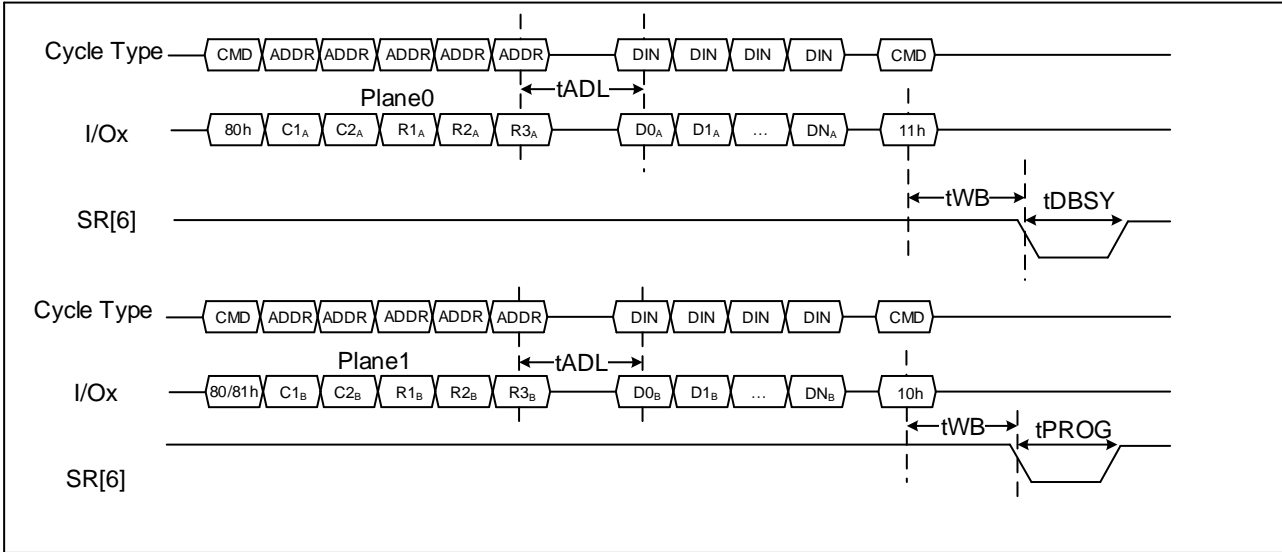 Cycle Type CMD ADDR ADDR ADDR ADDR ADDR DIN DIN DIN DIN CMD
Plane0 tADL
I/Ox 80h C1A C2A R1A R2A R3A D0A D1A ... DNA 11h
tWB tDBSY
SR[6]
Cycle Type CMD ADDR ADDR ADDR ADDR ADDR DIN DIN DIN DIN CMD
Plane1 tADL
I/Ox 80/81h C1B C2B R1B R2B R3B D0B D1B ... DNB 10h
tWB tPROG
SR[6]